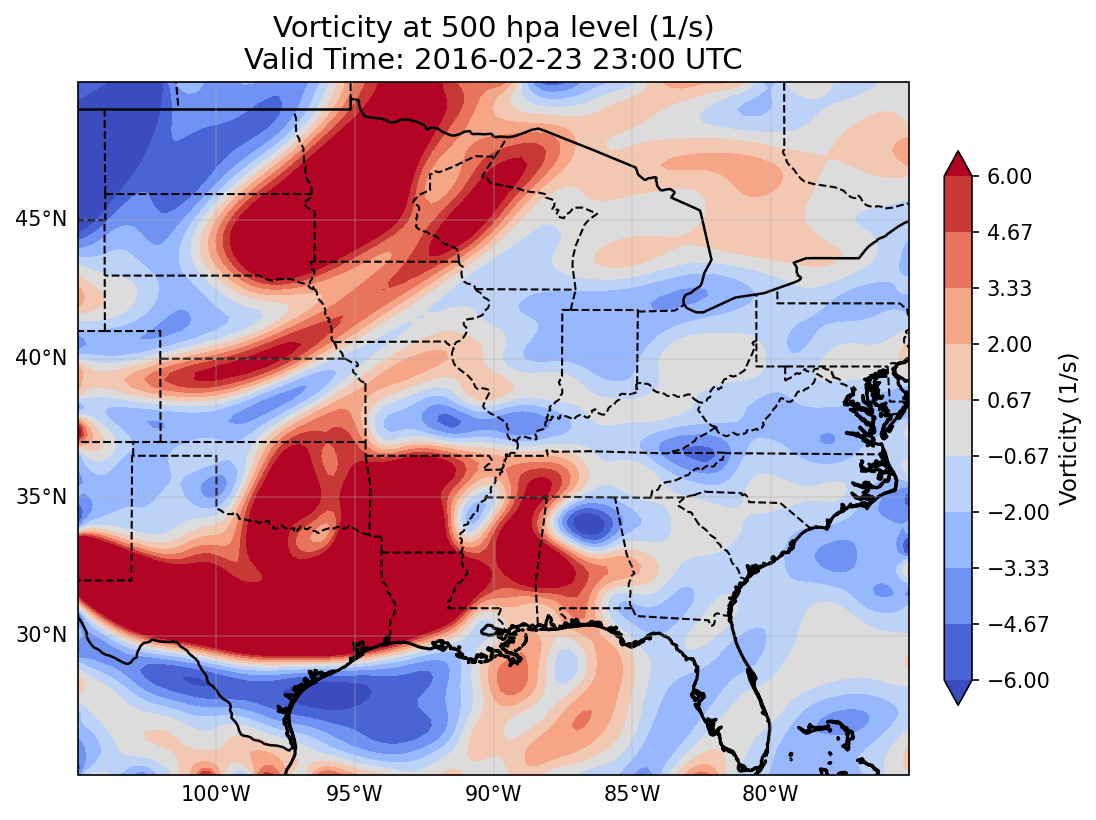 Vorticity at 500 hpa level (1/s)
Valid Time: 2016-02-23 23:00 UTC
45°N
40°N
35°N
30°N
100°W
95°W
90°W
85°W
80°W
6.00
4.67
3.33
2.00
0.67
−0.67
−2.00
−3.33
−4.67
−6.00
Vorticity (1/s)